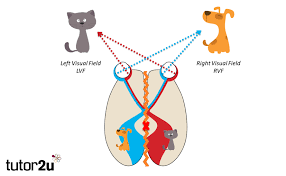 Left Visual Field
LVF
Right Visual Field
RVF
tutor2u